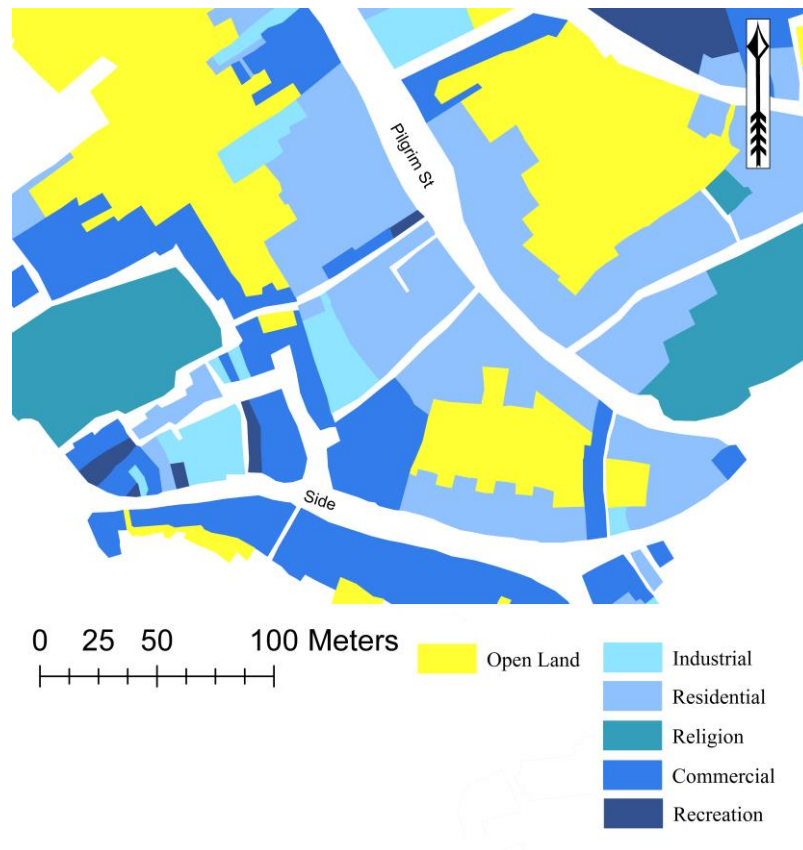 Pilgrim St
Side
0 25 50 100 Meters
Open Land
Industrial
Residential
Religion
Commercial
Recreation